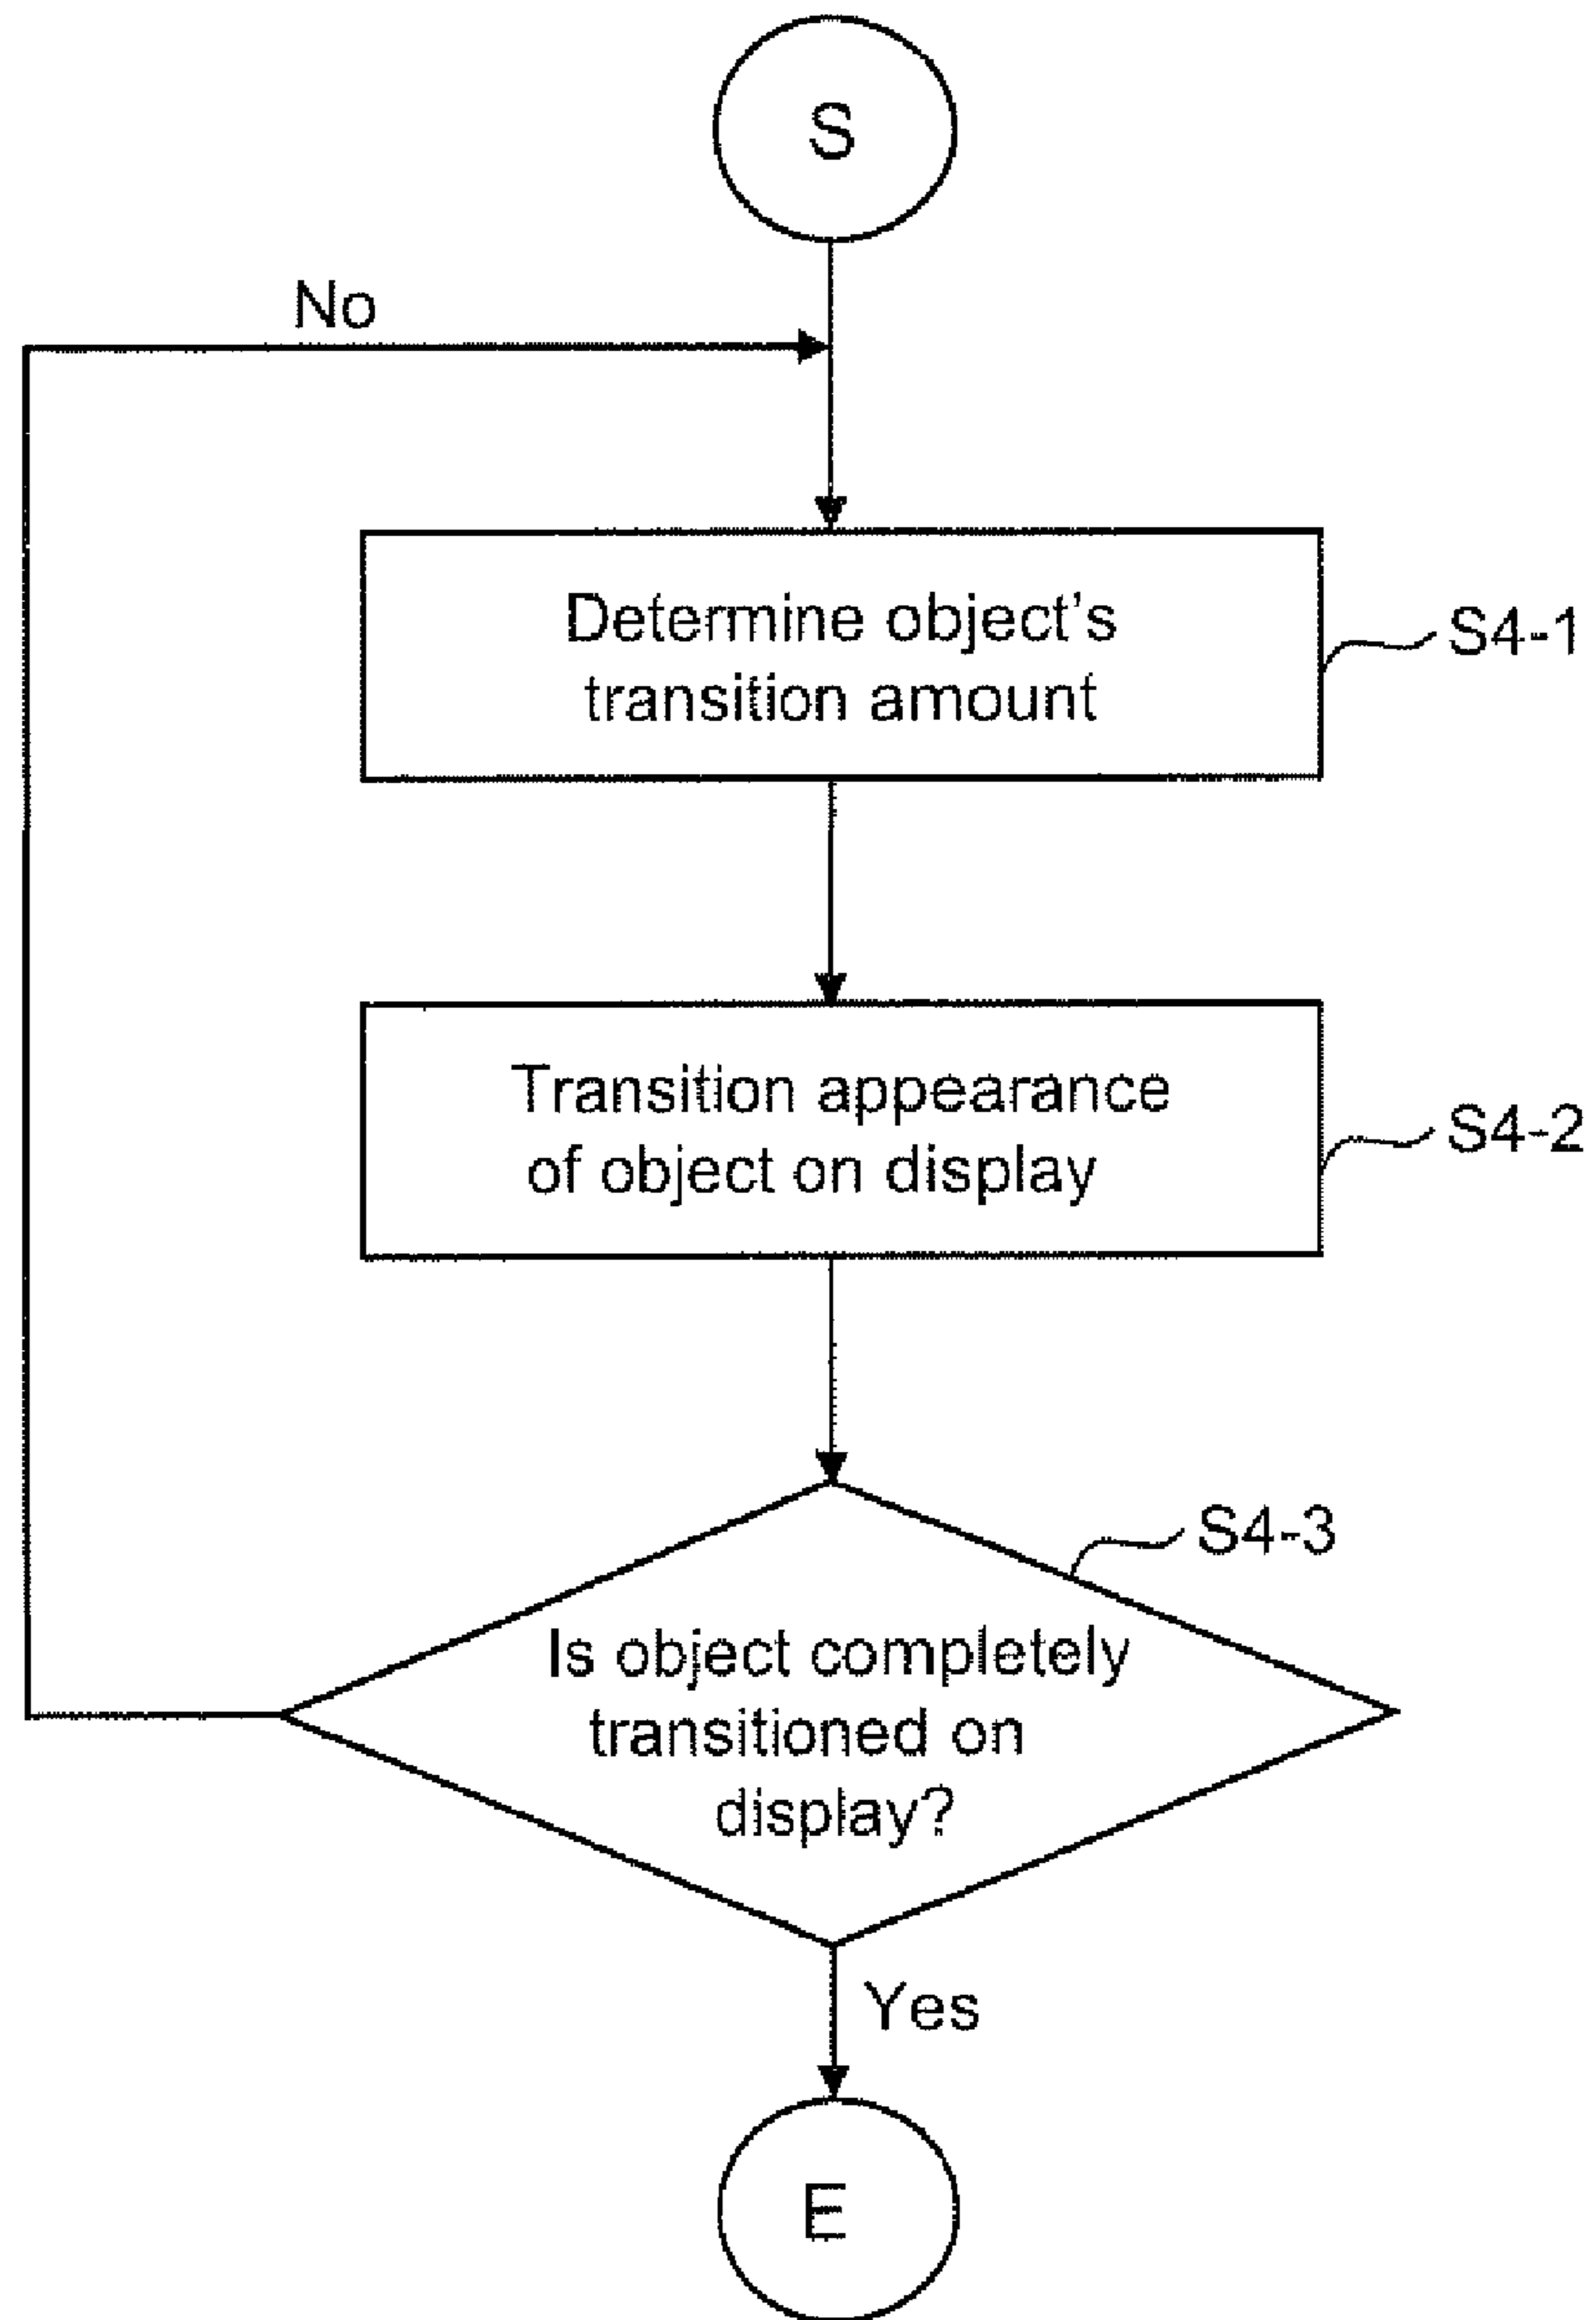 S
No
Determine object's
transition amount
S4-1
Transition appearance
of object on display
S4-2
S4-3
Is object completely
transitioned on
display?
Yes
E